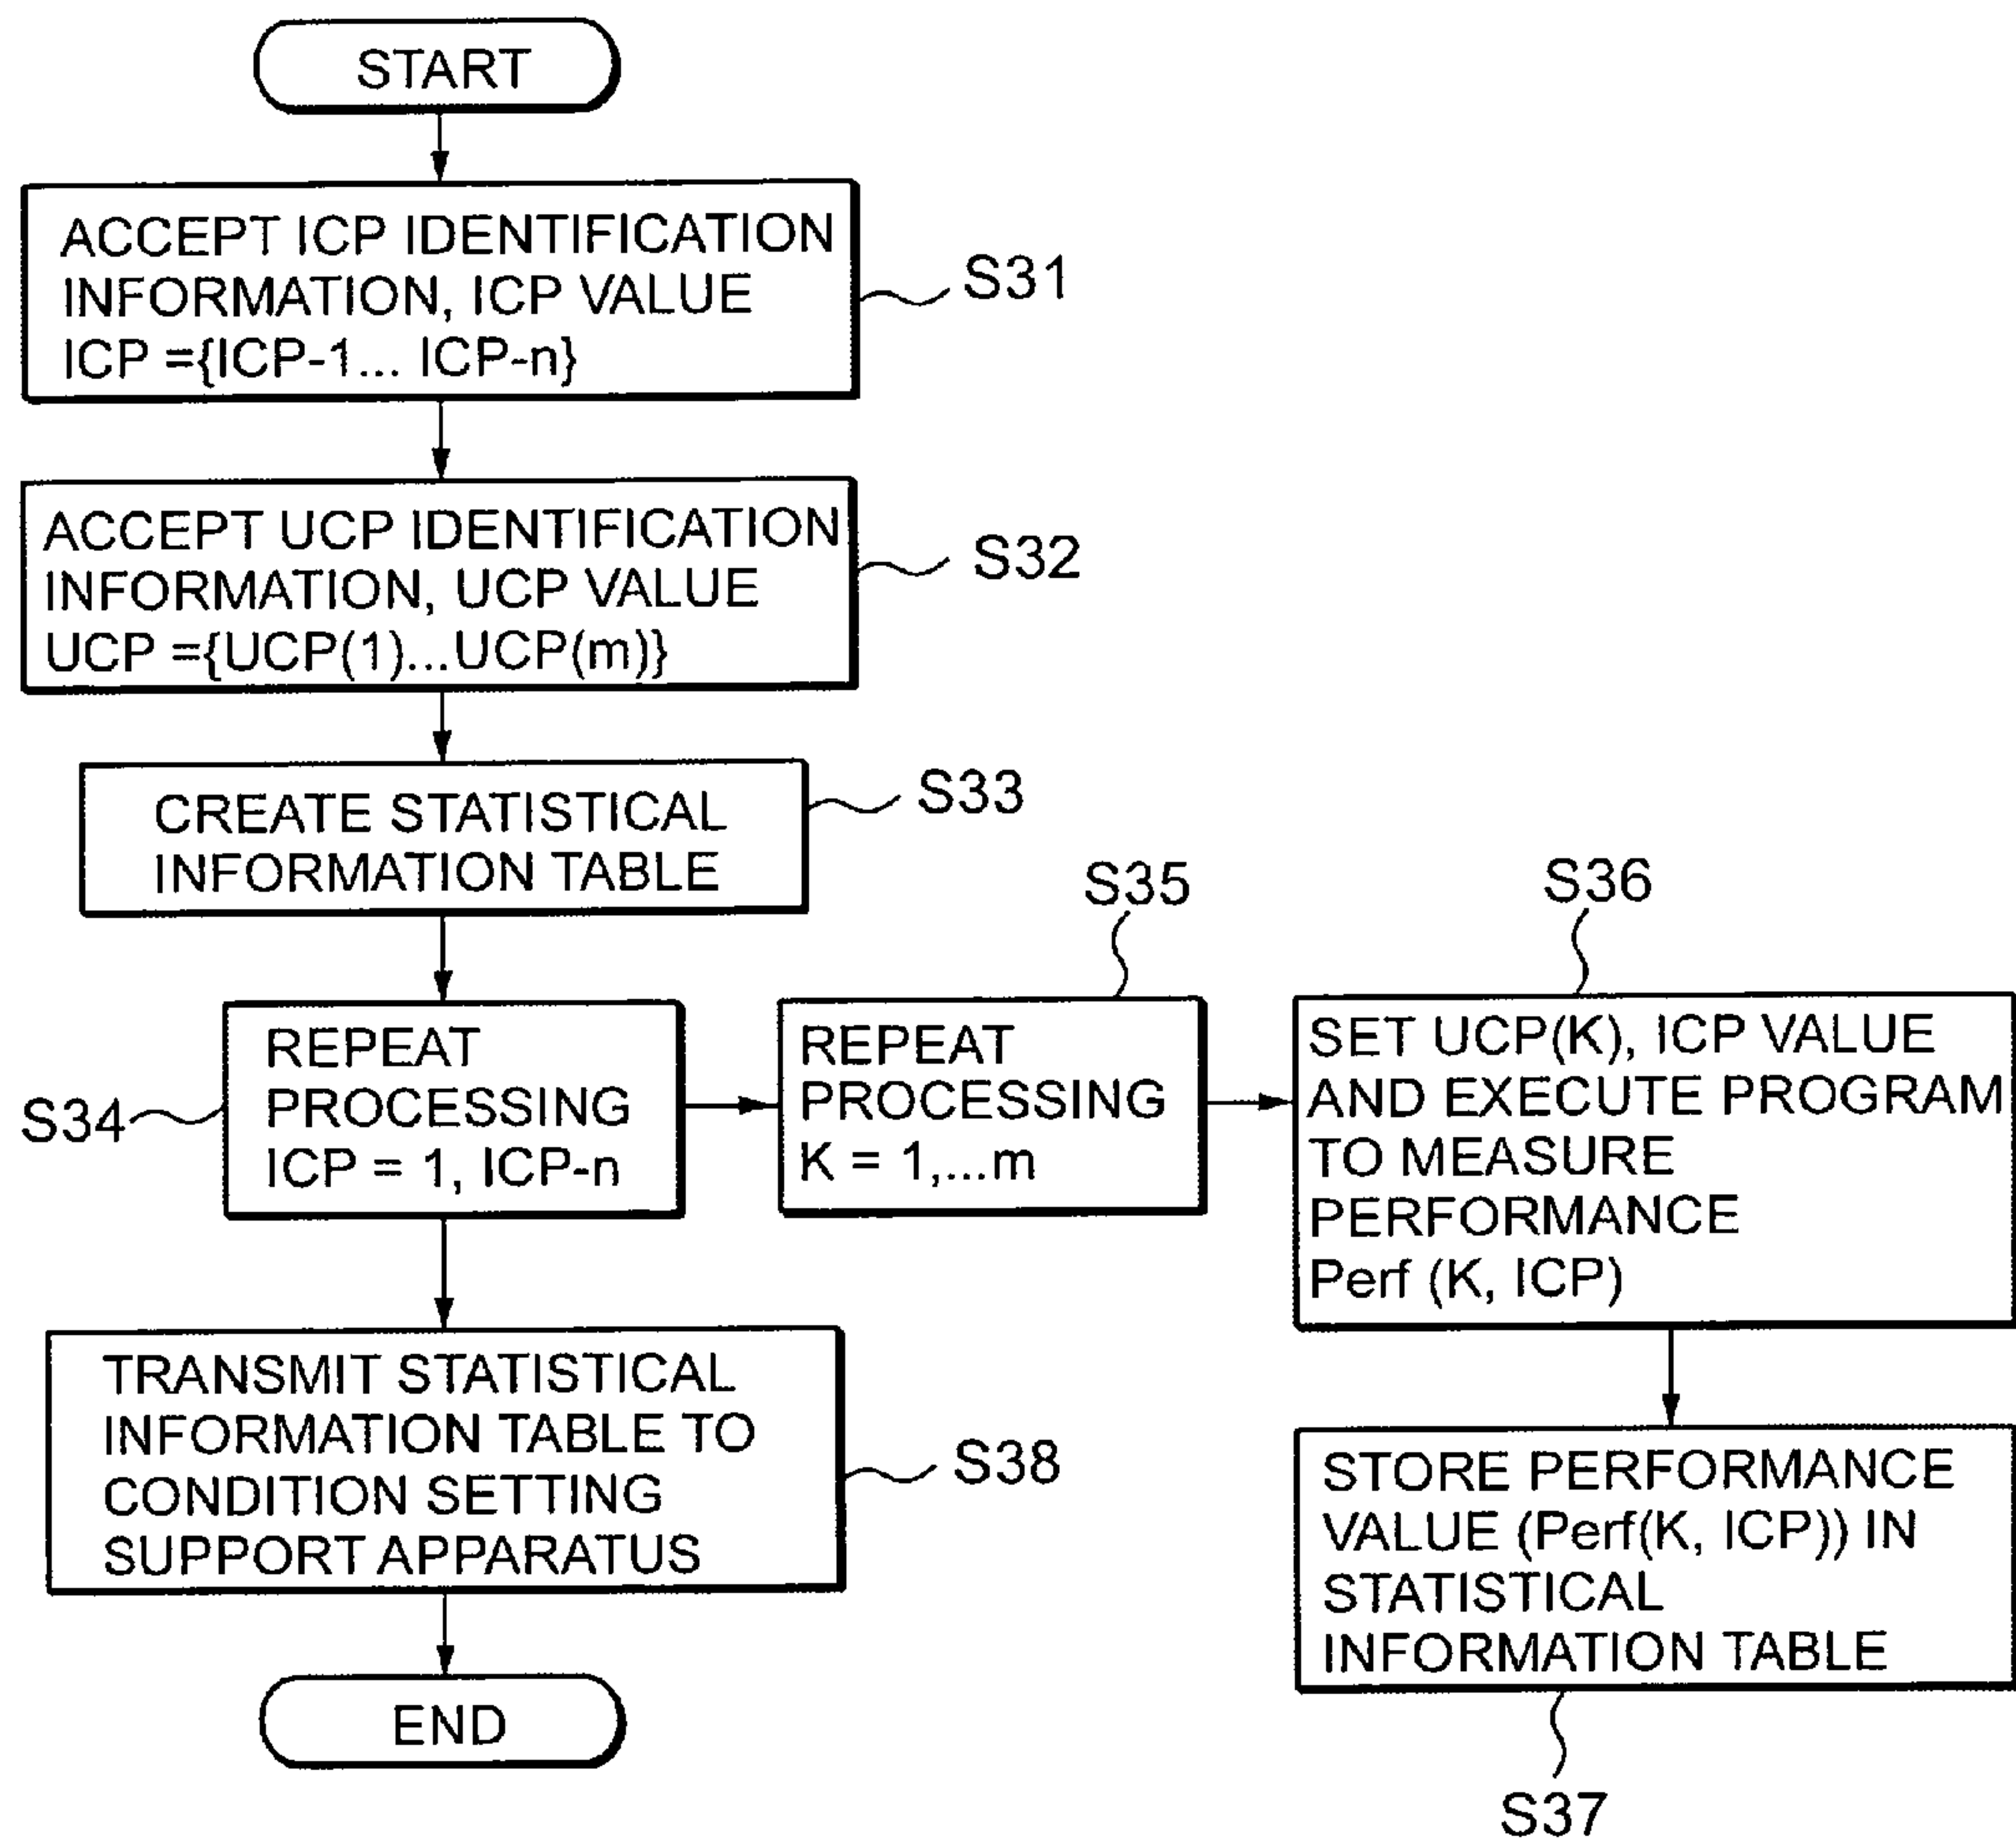 START
ACCEPT ICP IDENTIFICATION
INFORMATION, ICP VALUE
ICP ={ICP-1... ICP-n}
S31
ACCEPT UCP IDENTIFICATION
INFORMATION, UCP VALUE
UCP ={UCP(1)...UCP(m)}
S32
CREATE STATISTICAL
INFORMATION TABLE
S33
REPEAT
PROCESSING
ICP = 1, ICP-n
S34
REPEAT
PROCESSING
K = 1,...m
S35
SET UCP(K), ICP VALUE
AND EXECUTE PROGRAM
TO MEASURE
PERFORMANCE
Perf (K, ICP)
S36
STORE PERFORMANCE
VALUE (Perf(K, ICP)) IN
STATISTICAL
INFORMATION TABLE
S37
TRANSMIT STATISTICAL
INFORMATION TABLE TO
CONDITION SETTING
SUPPORT APPARATUS
S38
END